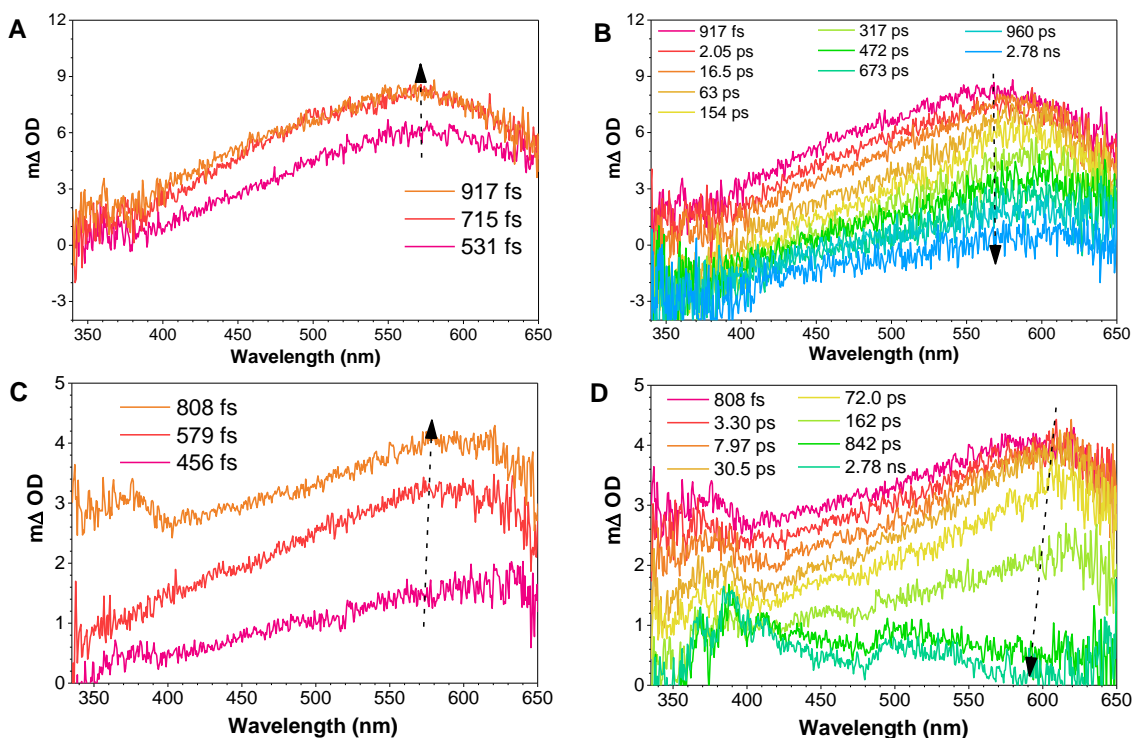 A
12
9
6
3
0
-3
mΔ OD
917 fs
715 fs
531 fs
340 400 450 500 550 600 650
Wavelength (nm)
B
12
9
6
3
0
-3
mΔ OD
917 fs
2.05 ps
16.5 ps
63 ps
154 ps
317 ps
472 ps
673 ps
960 ps
2.78 ns
350 400 450 500 550 600 650
Wavelength (nm)
C
5
4
3
2
1
0
mΔ OD
808 fs
579 fs
456 fs
350 400 450 500 550 600 650
Wavelength (nm)
D
5
4
3
2
1
0
mΔ OD
808 fs
3.30 ps
7.97 ps
30.5 ps
72.0 ps
162 ps
842 ps
2.78 ns
350 400 450 500 550 600 650
Wavelength (nm)